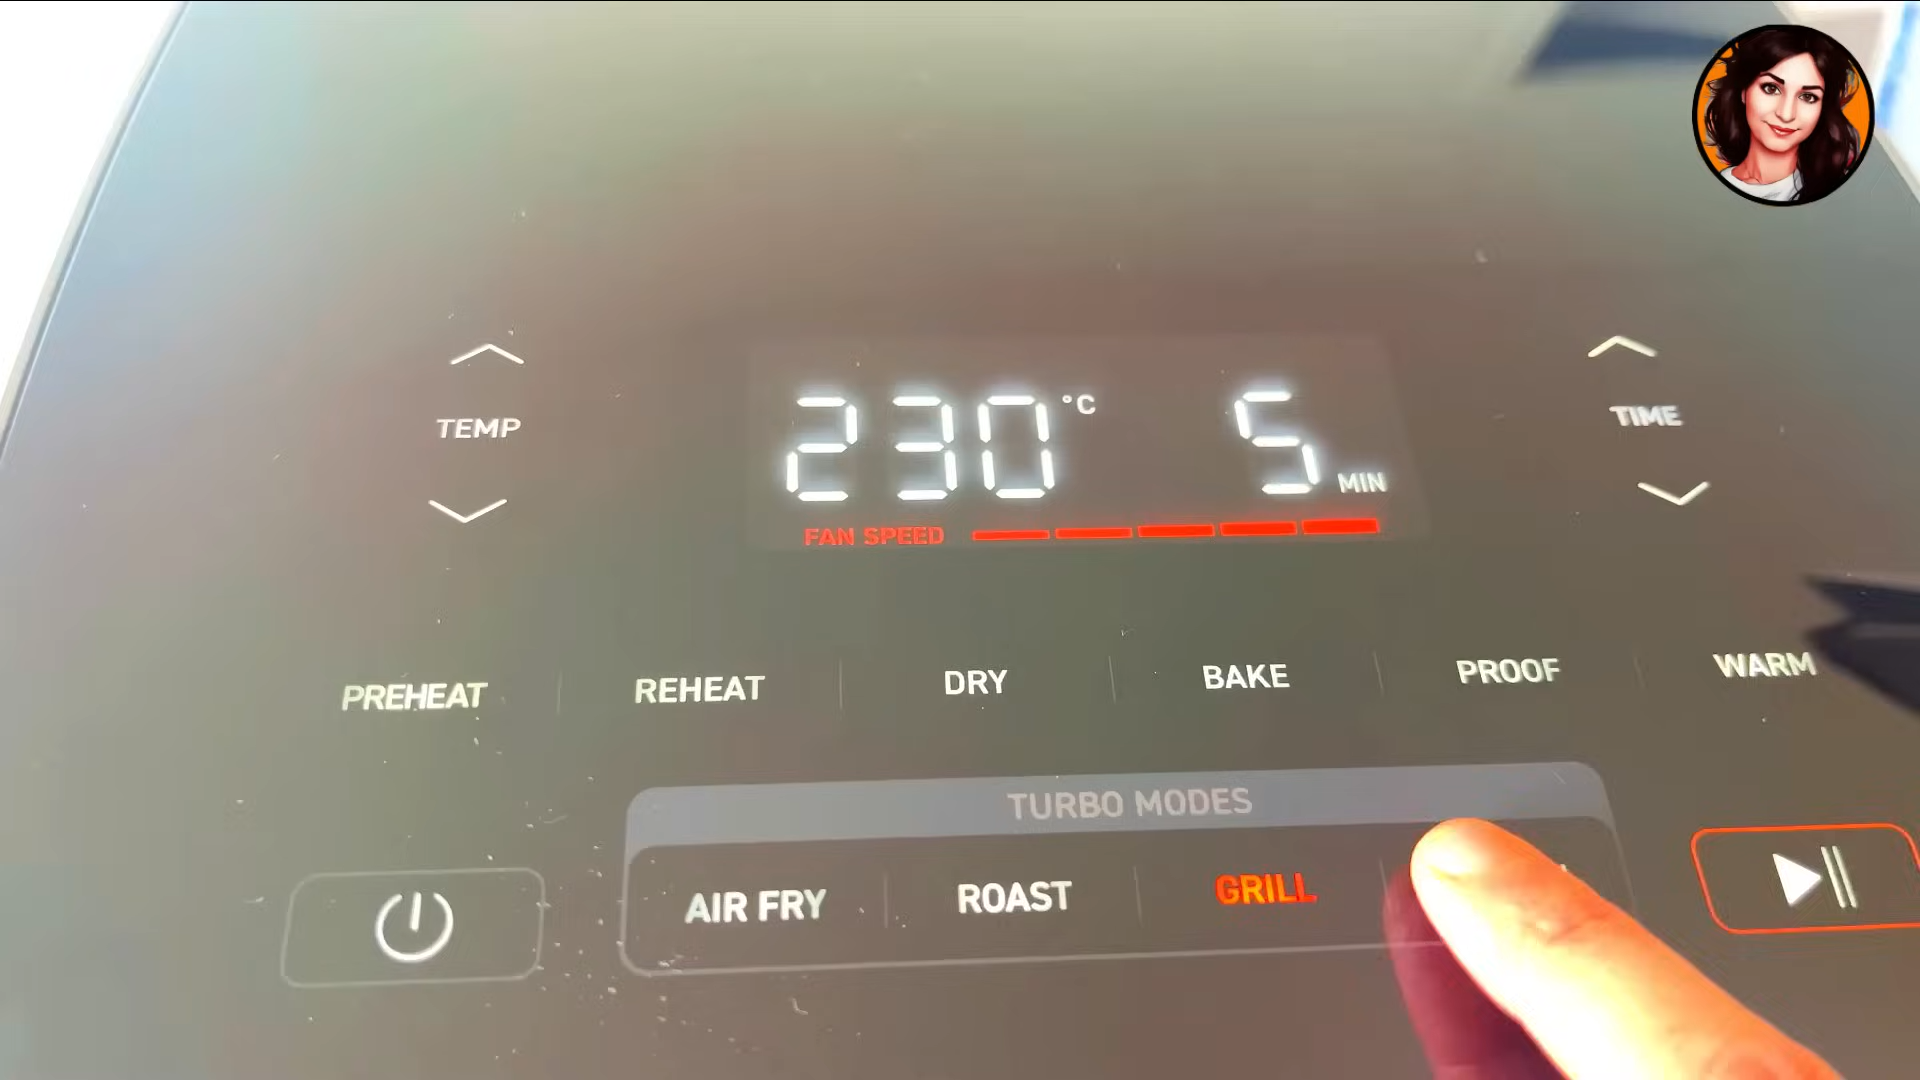 230 °C 5 MIN
TEMP
TIME
FAN SPEED
PREHEAT REHEAT DRY BAKE PROOF WARM
TURBO MODES
AIR FRY ROAST GRILL